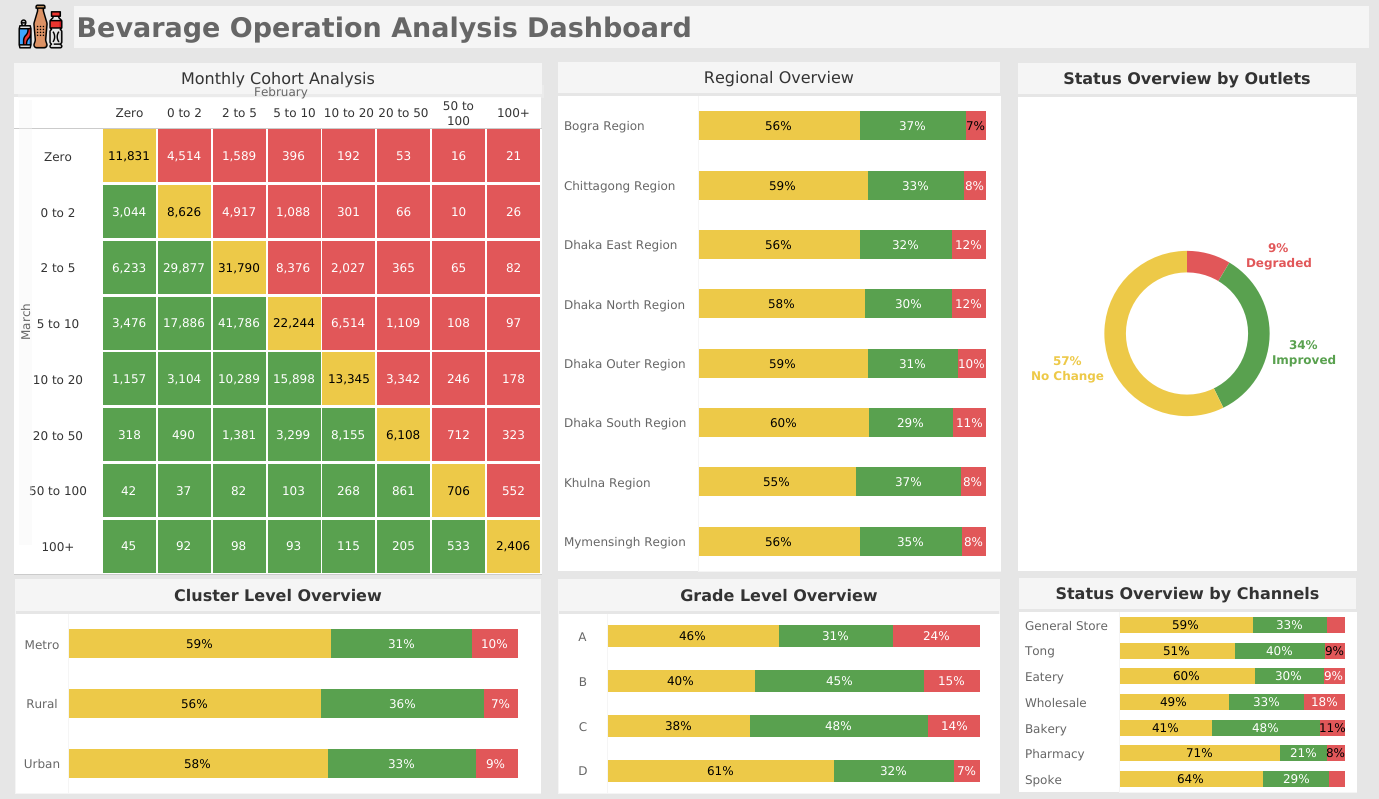 Bevarage Operation Analysis Dashboard
Monthly Cohort Analysis
February
Zero 0 to 2 2 to 5 5 to 10 10 to 20 20 to 50 50 to 100 100+
March
Zero 11,831 4,514 1,589 396 192 53 16 21
0 to 2 3,044 8,626 4,917 1,088 301 66 10 26
2 to 5 6,233 29,877 31,790 8,376 2,027 365 65 82
5 to 10 3,476 17,886 41,786 22,244 6,514 1,109 108 97
10 to 20 1,157 3,104 10,289 15,898 13,345 3,342 246 178
20 to 50 318 490 1,381 3,299 8,155 6,108 712 323
50 to 100 42 37 82 103 268 861 706 552
100+ 45 92 98 93 115 205 533 2,406
Regional Overview
Bogra Region 56% 37% 7%
Chittagong Region 59% 33% 8%
Dhaka East Region 56% 32% 12%
Dhaka North Region 58% 30% 12%
Dhaka Outer Region 59% 31% 10%
Dhaka South Region 60% 29% 11%
Khulna Region 55% 37% 8%
Mymensingh Region 56% 35% 8%
Status Overview by Outlets
9%
Degraded
34%
Improved
57%
No Change
Cluster Level Overview
Metro 59% 31% 10%
Rural 56% 36% 7%
Urban 58% 33% 9%
Grade Level Overview
A 46% 31% 24%
B 40% 45% 15%
C 38% 48% 14%
D 61% 32% 7%
Status Overview by Channels
General Store 59% 33%
Tong 51% 40% 9%
Eatery 60% 30% 9%
Wholesale 49% 33% 18%
Bakery 41% 48% 11%
Pharmacy 71% 21% 8%
Spoke 64% 29%